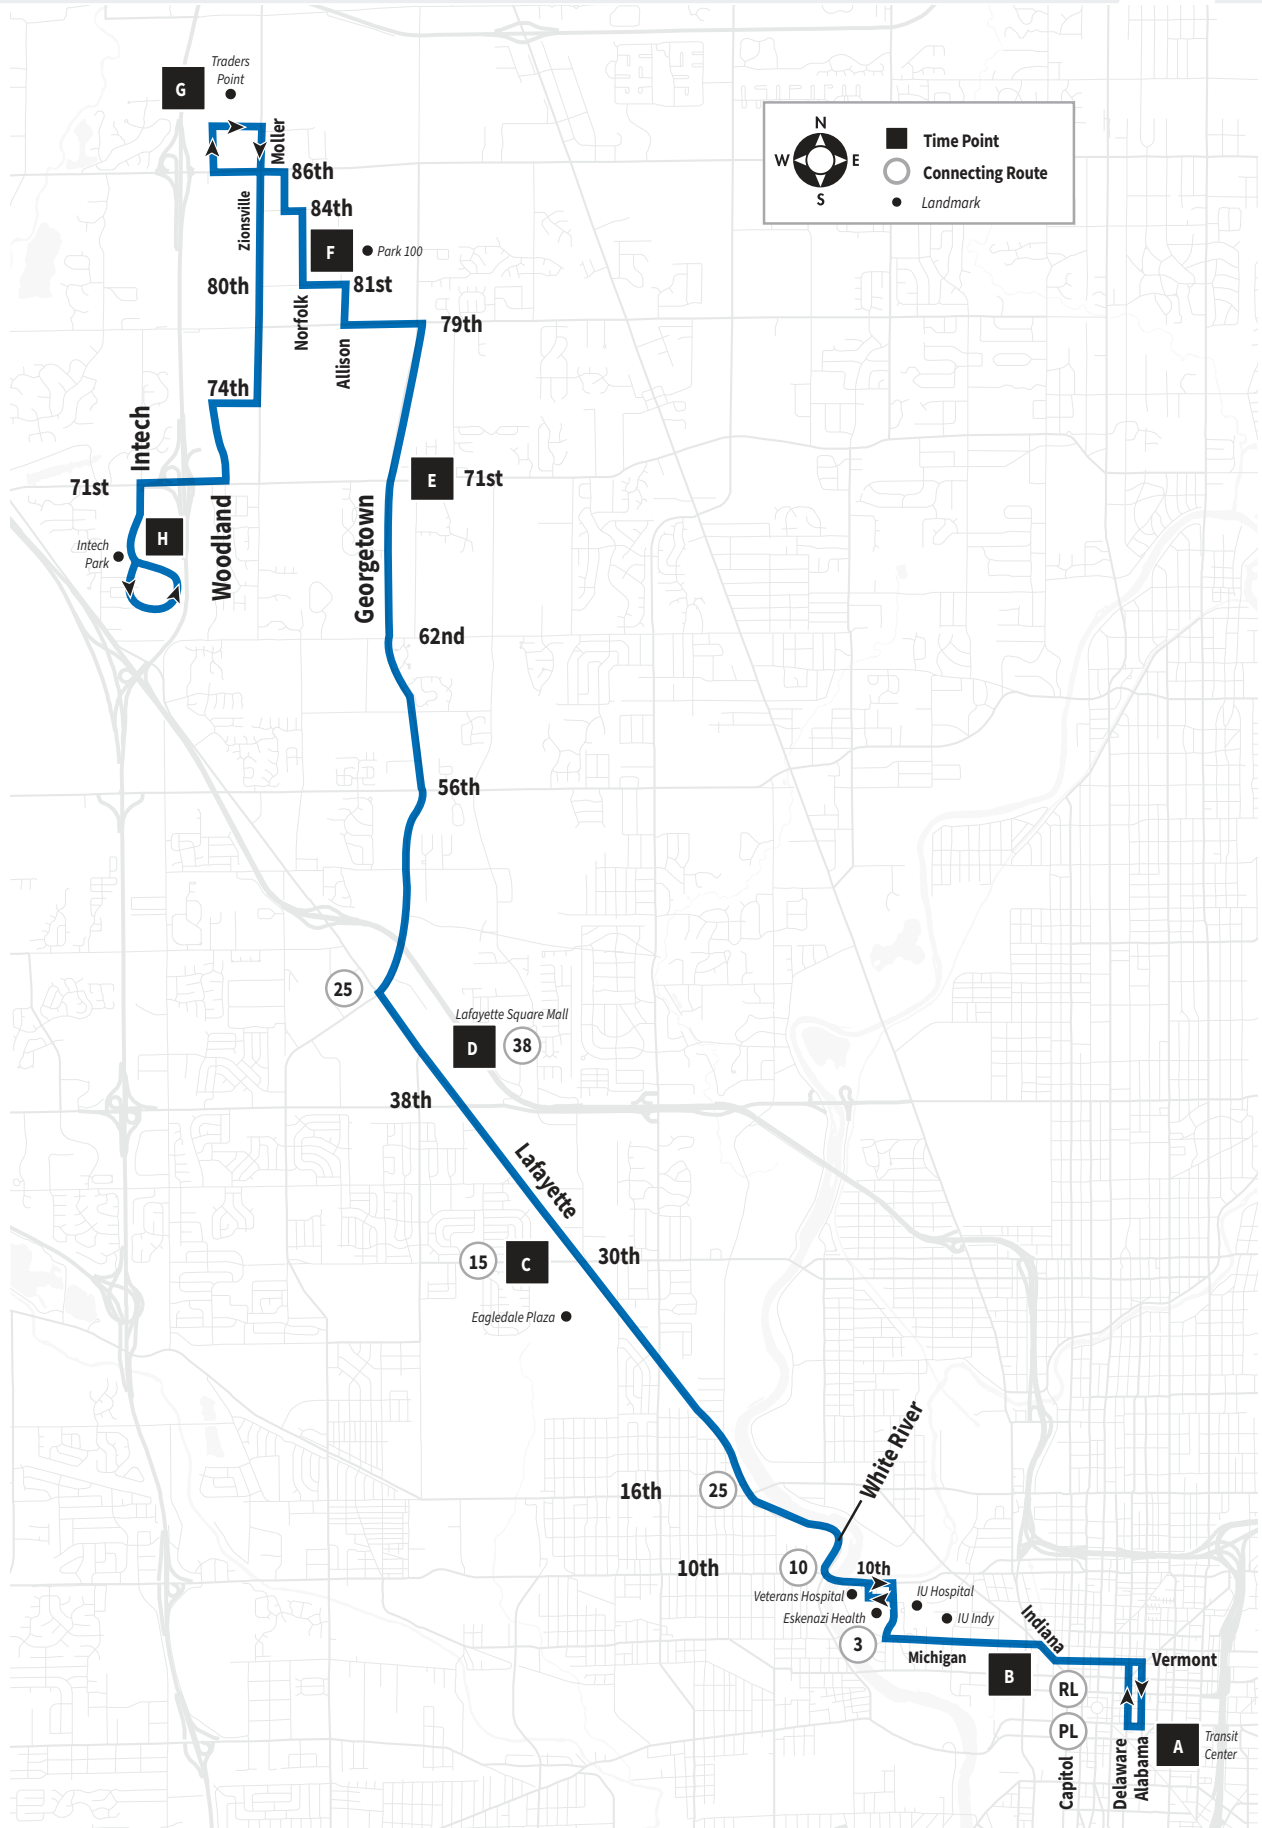 Traders
Point
G
Moller
86th
Zionsville
84th
F
Park 100
80th
81st
Norfolk
79th
Allison
74th
Intech
71st
E
71st
Woodland
Georgetown
H
Intech
Park
62nd
56th
25
Lafayette Square Mall
D
38
38th
Lafayette
30th
15
C
Eagledale Plaza
White River
16th
25
10th
10
10th
Veterans Hospital
IU Hospital
Eskenazi Health
IU Indy
3
Indiana
Michigan
Vermont
B
RL
PL
A
Transit
Center
Capitol
Delaware
Alabama
N
W
E
S
Time Point
Connecting Route
Landmark